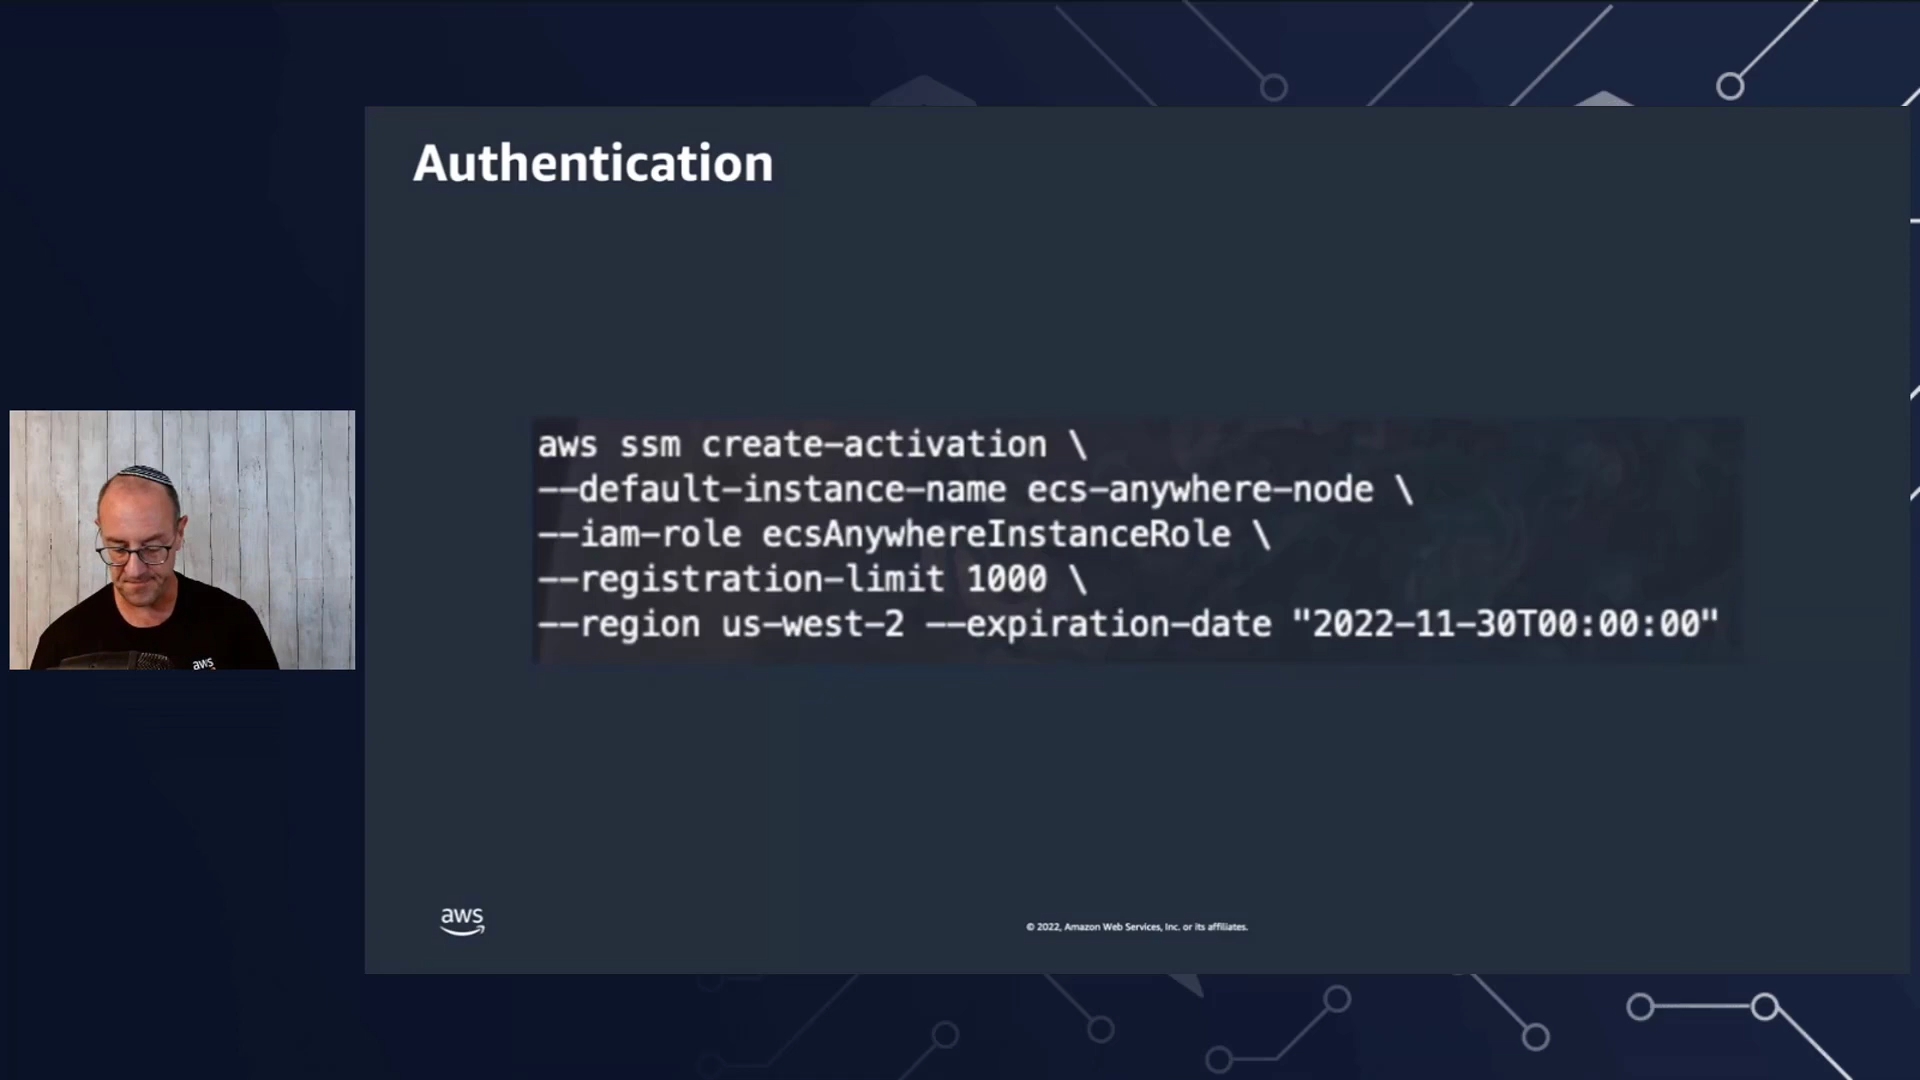 Authentication
aws ssm create-activation \
--default-instance-name ecs-anywhere-node \
--iam-role ecsAnywhereInstanceRole \
--registration-limit 1000 \
--region us-west-2 --expiration-date "2022-11-30T00:00:00"
aws
aws
© 2022, Amazon Web Services, Inc. or its affiliates.